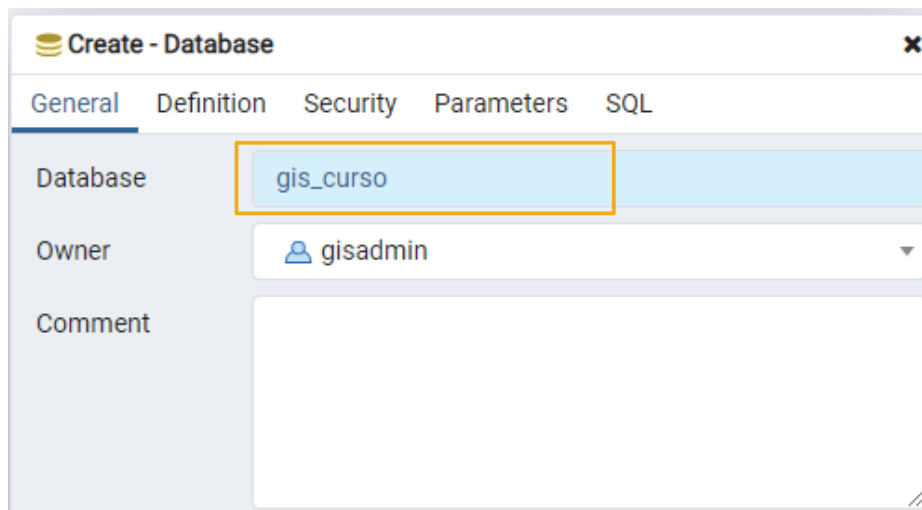 Create - Database
General Definition Security Parameters SQL
Database gis_curso
Owner gisadmin
Comment